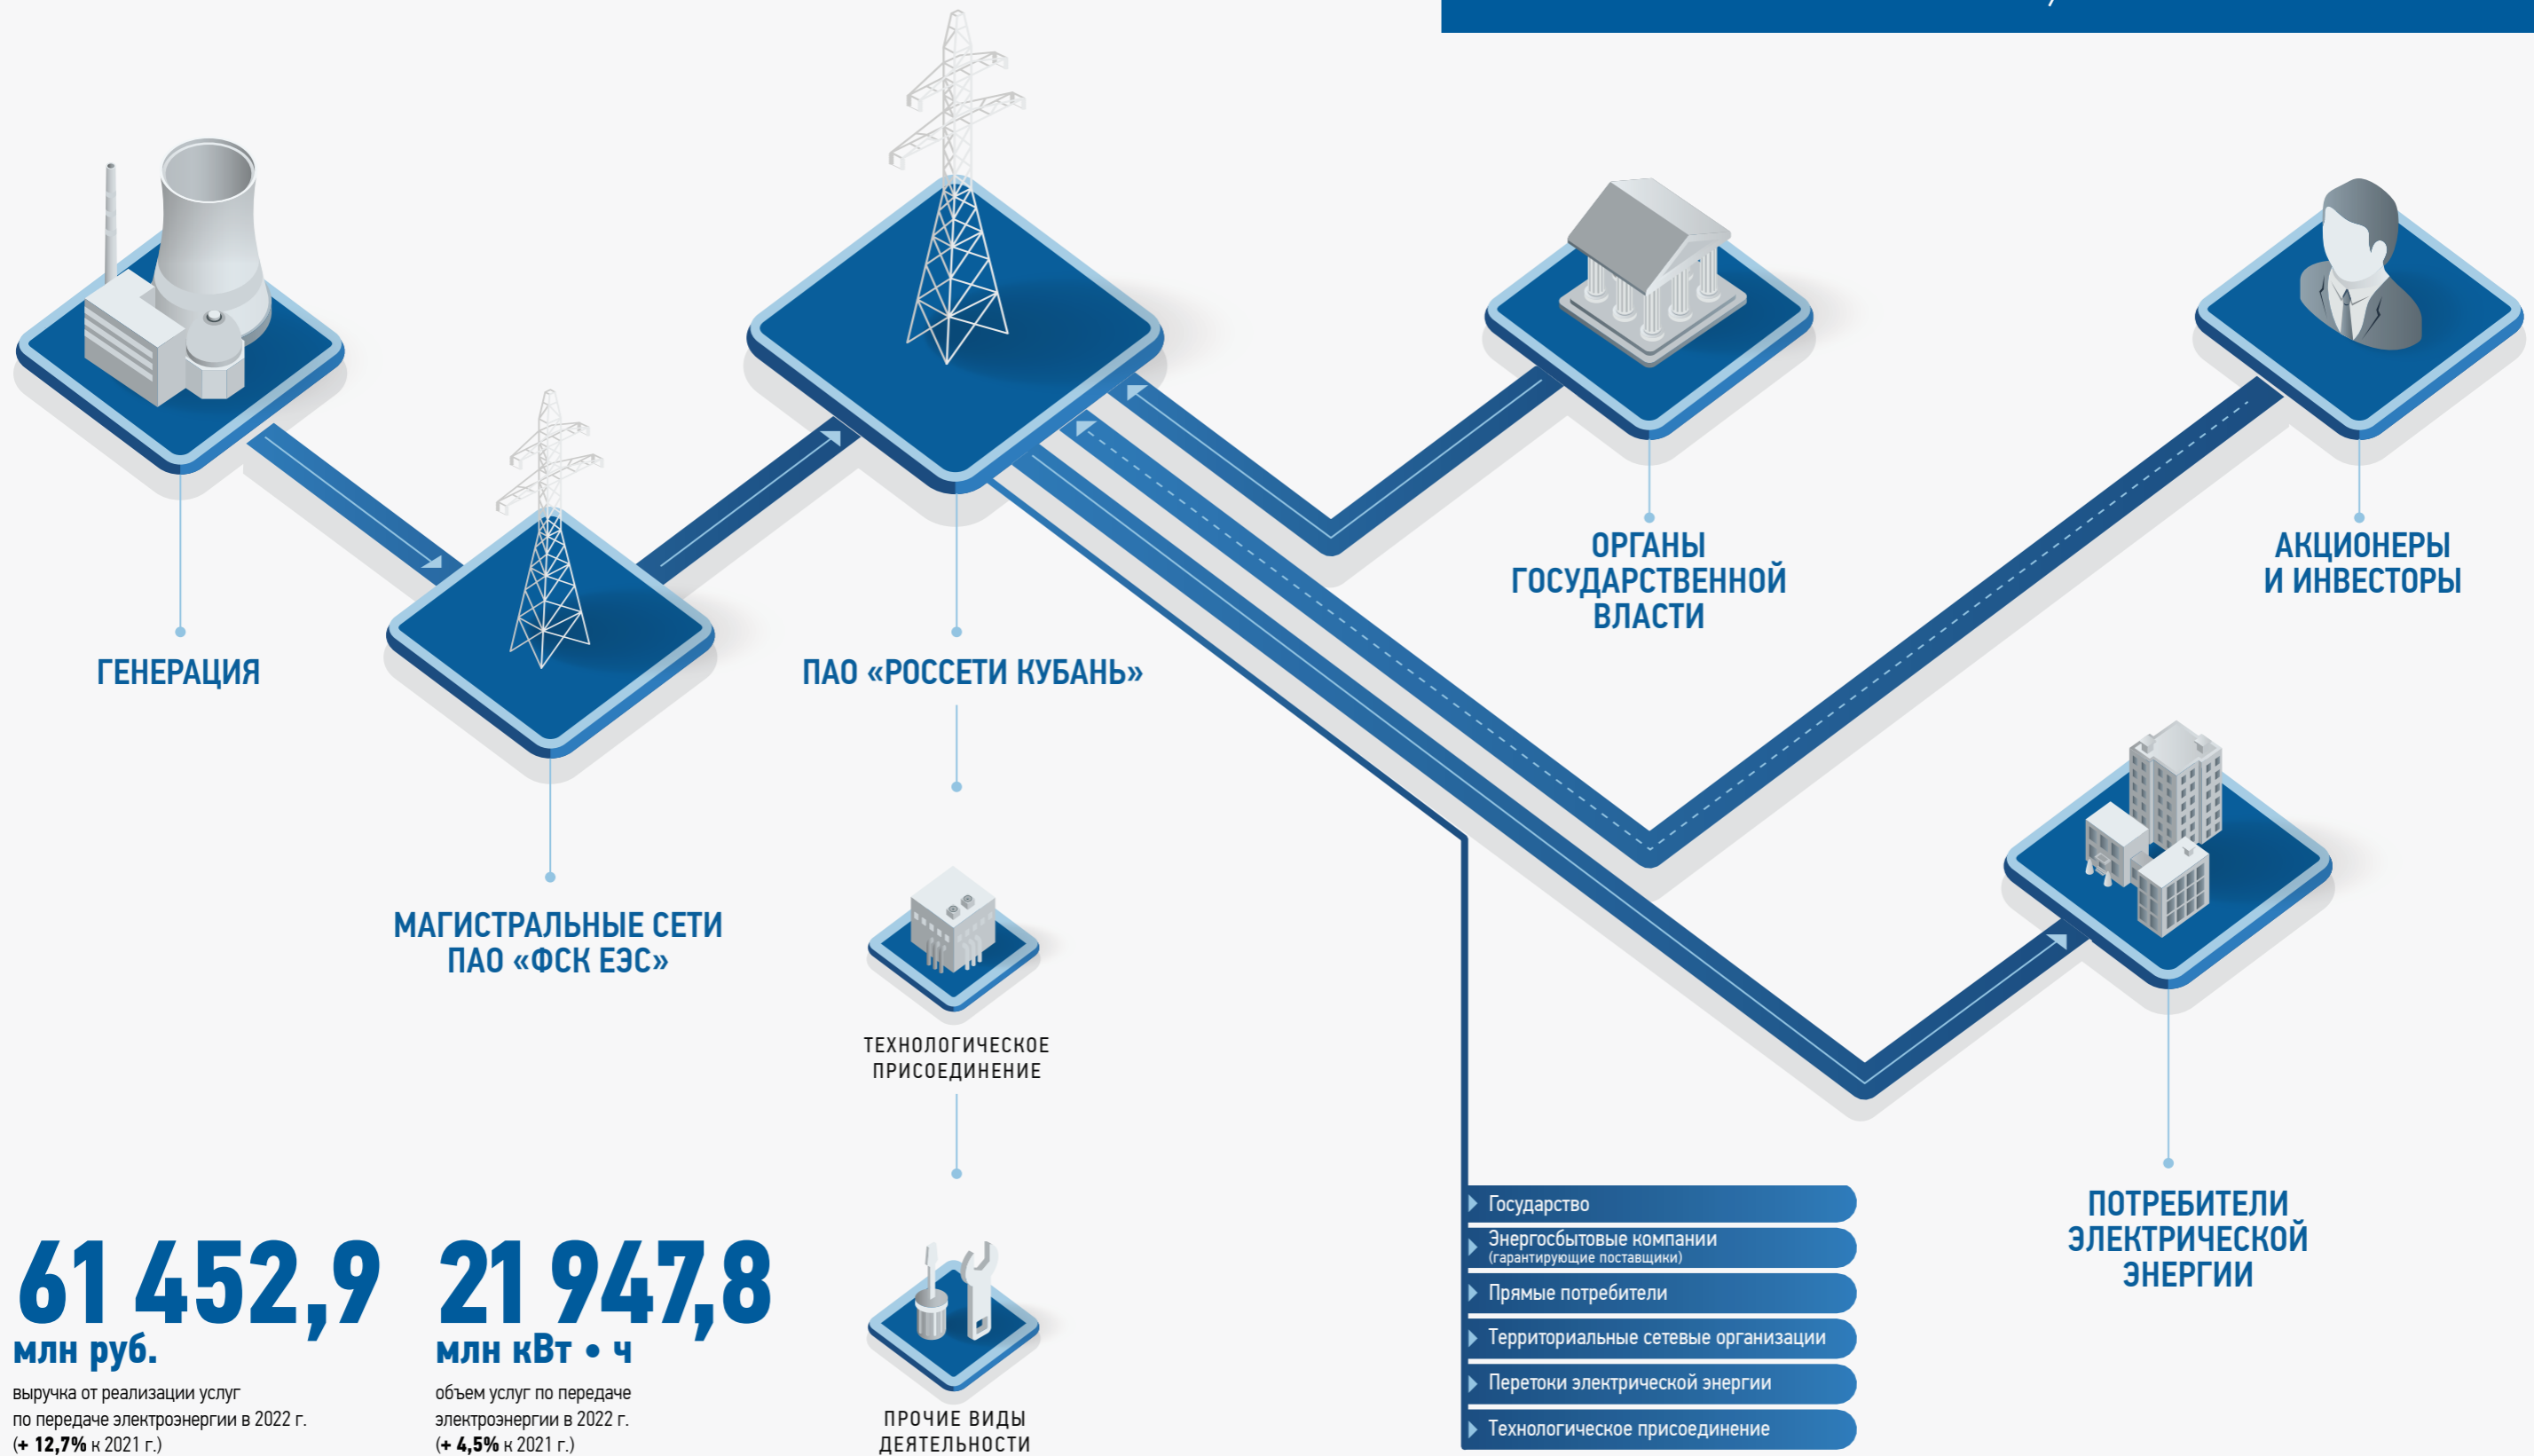 ОРГАНЫ
ГОСУДАРСТВЕННОЙ
ВЛАСТИ
АКЦИОНЕРЫ
И ИНВЕСТОРЫ
ГЕНЕРАЦИЯ
ПАО «РОССЕТИ КУБАНЬ»
МАГИСТРАЛЬНЫЕ СЕТИ
ПАО «ФСК ЕЭС»
ТЕХНОЛОГИЧЕСКОЕ
ПРИСОЕДИНЕНИЕ
ПОТРЕБИТЕЛИ
ЭЛЕКТРИЧЕСКОЙ
ЭНЕРГИИ
Государство
Энергосбытовые компании
(гарантирующие поставщики)
Прямые потребители
Территориальные сетевые организации
Перетоки электрической энергии
Технологическое присоединение
61 452,9
млн руб.
выручка от реализации услуг
по передаче электроэнергии в 2022 г.
(+ 12,7% к 2021 г.)
21 947,8
млн кВт • ч
объем услуг по передаче
электроэнергии в 2022 г.
(+ 4,5% к 2021 г.)
ПРОЧИЕ ВИДЫ
ДЕЯТЕЛЬНОСТИ